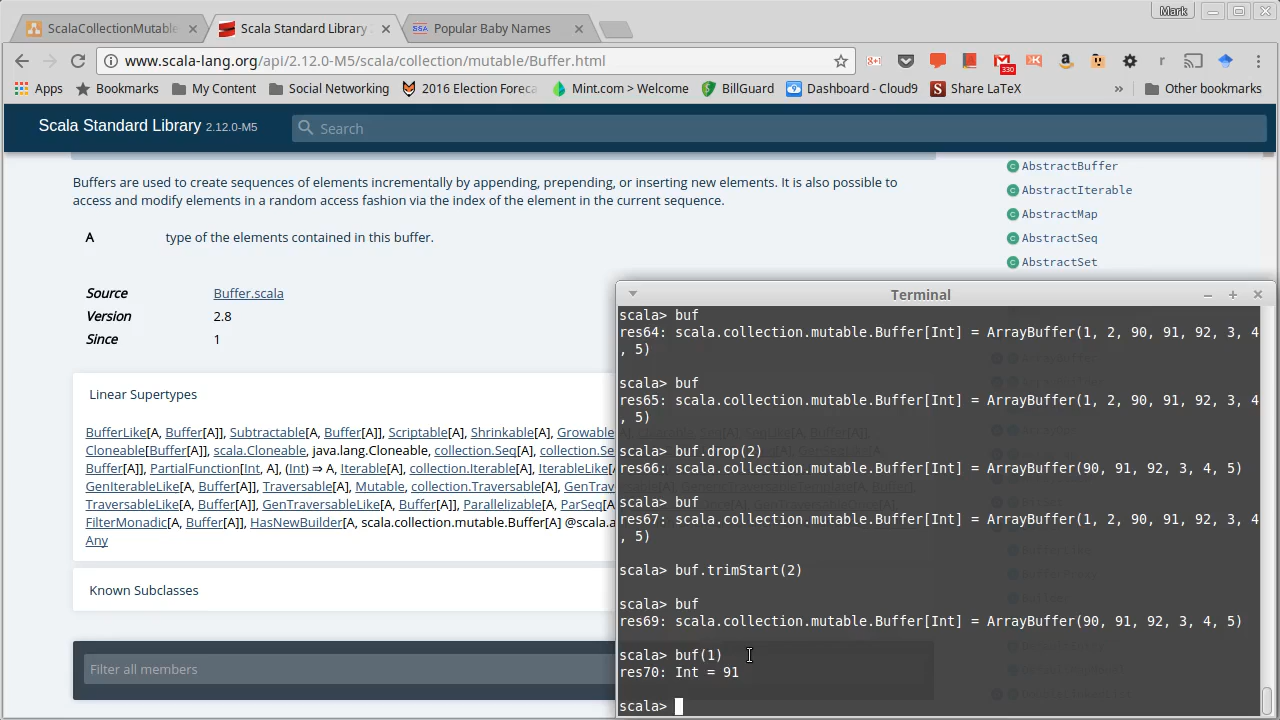 Mark
ScalaCollectionMutable
Scala Standard Library
Popular Baby Names
www.scala-lang.org/api/2.12.0-M5/scala/collection/mutable/Buffer.html
330
Apps
Bookmarks
My Content
Social Networking
2016 Election Foreca
Mint.com > Welcome
BillGuard
Dashboard - Cloud9
Share LaTeX
»
Other bookmarks
Scala Standard Library 2.12.0-M5
Search
Buffers are used to create sequences of elements incrementally by appending, prepending, or inserting new elements. It is also possible to
access and modify elements in a random access fashion via the index of the element in the current sequence.
A type of the elements contained in this buffer.
Source Buffer.scala
Version 2.8
Since 1
Linear Supertypes
BufferLike[A, Buffer[A]], Subtractable[A, Buffer[A]], Scriptable[A], Shrinkable[A], Growable
Cloneable[Buffer[A]], scala.Cloneable, java.lang.Cloneable, collection.Seq[A], collection.Se
Buffer[A]], PartialFunction[Int, A], (Int) ⇒ A, Iterable[A], collection.Iterable[A], IterableLike[
GenIterableLike[A, Buffer[A]], Traversable[A], Mutable, collection.Traversable[A], GenTrav
TraversableLike[A, Buffer[A]], GenTraversableLike[A, Buffer[A]], Parallelizable[A, ParSeq[A
FilterMonadic[A, Buffer[A]], HasNewBuilder[A, scala.collection.mutable.Buffer[A] @scala.a
Any
Known Subclasses
Filter all members
AbstractBuffer
AbstractIterable
AbstractMap
AbstractSeq
AbstractSet
Terminal
scala> buf
res64: scala.collection.mutable.Buffer[Int] = ArrayBuffer(1, 2, 90, 91, 92, 3, 4
, 5)
scala> buf
res65: scala.collection.mutable.Buffer[Int] = ArrayBuffer(1, 2, 90, 91, 92, 3, 4
, 5)
scala> buf.drop(2)
res66: scala.collection.mutable.Buffer[Int] = ArrayBuffer(90, 91, 92, 3, 4, 5)
scala> buf
res67: scala.collection.mutable.Buffer[Int] = ArrayBuffer(1, 2, 90, 91, 92, 3, 4
, 5)
scala> buf.trimStart(2)
scala> buf
res69: scala.collection.mutable.Buffer[Int] = ArrayBuffer(90, 91, 92, 3, 4, 5)
scala> buf(1)
res70: Int = 91
scala>